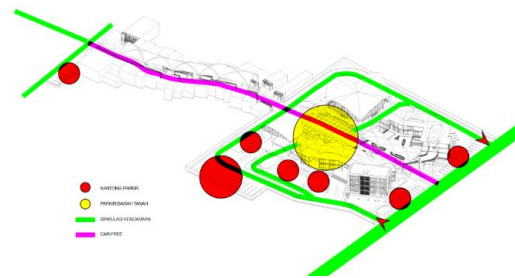 KANTONG PARKIR
PARKIR BAWAH TANAH
SIRKULASI KENDARAAN
CAR-FREE